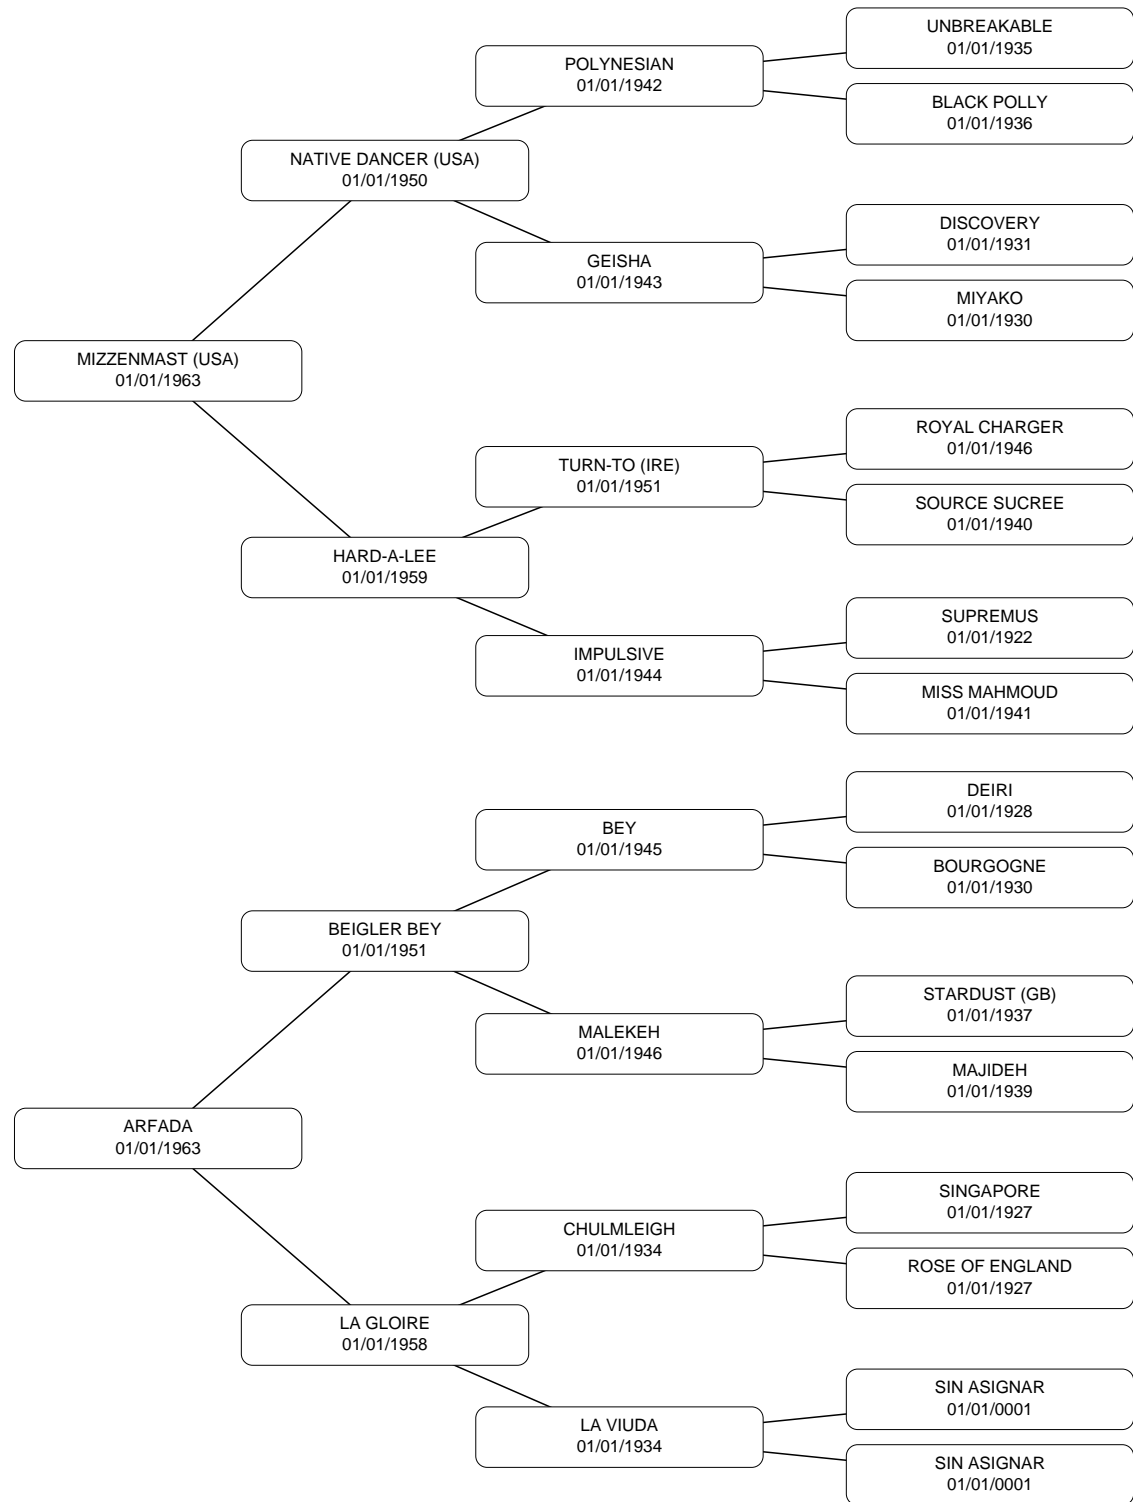 UNBREAKABLE
01/01/1935
POLYNESIAN
01/01/1942
BLACK POLLY
01/01/1936
NATIVE DANCER (USA)
01/01/1950
DISCOVERY
01/01/1931
GEISHA
01/01/1943
MIYAKO
01/01/1930
MIZZENMAST (USA)
01/01/1963
ROYAL CHARGER
01/01/1946
TURN-TO (IRE)
01/01/1951
SOURCE SUCREE
01/01/1940
HARD-A-LEE
01/01/1959
SUPREMUS
01/01/1922
IMPULSIVE
01/01/1944
MISS MAHMOUD
01/01/1941
DEIRI
01/01/1928
BEY
01/01/1945
BOURGOGNE
01/01/1930
BEIGLER BEY
01/01/1951
STARDUST (GB)
01/01/1937
MALEKEH
01/01/1946
MAJIDEH
01/01/1939
ARFADA
01/01/1963
SINGAPORE
01/01/1927
CHULMLEIGH
01/01/1934
ROSE OF ENGLAND
01/01/1927
LA GLOIRE
01/01/1958
SIN ASIGNAR
01/01/0001
LA VIUDA
01/01/1934
SIN ASIGNAR
01/01/0001